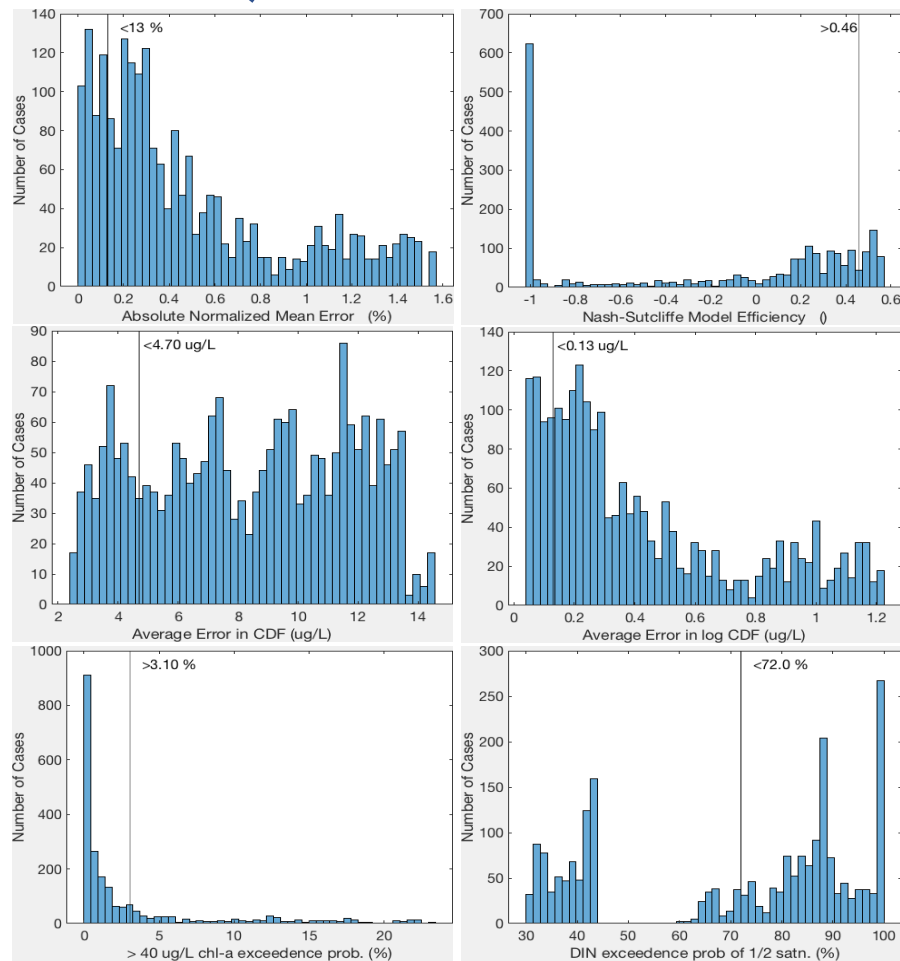 <13 %
140
120
100
80
60
40
20
0
Number of Cases
0 0.2 0.4 0.6 0.8 1 1.2 1.4 1.6
Absolute Normalized Mean Error (%)
>0.46
700
600
500
400
300
200
100
0
Number of Cases
-1 -0.8 -0.6 -0.4 -0.2 0 0.2 0.4 0.6
Nash-Sutcliffe Model Efficiency ()
<4.70 ug/L
90
80
70
60
50
40
30
20
10
0
Number of Cases
2 4 6 8 10 12 14
Average Error in CDF (ug/L)
<0.13 ug/L
140
120
100
80
60
40
20
0
Number of Cases
0 0.2 0.4 0.6 0.8 1 1.2
Average Error in log CDF (ug/L)
>3.10 %
1000
800
600
400
200
0
Number of Cases
0 5 10 15 20
> 40 ug/L chl-a exceedence prob. (%)
<72.0 %
300
250
200
150
100
50
0
Number of Cases
30 40 50 60 70 80 90 100
DIN exceedence prob of 1/2 satn. (%)